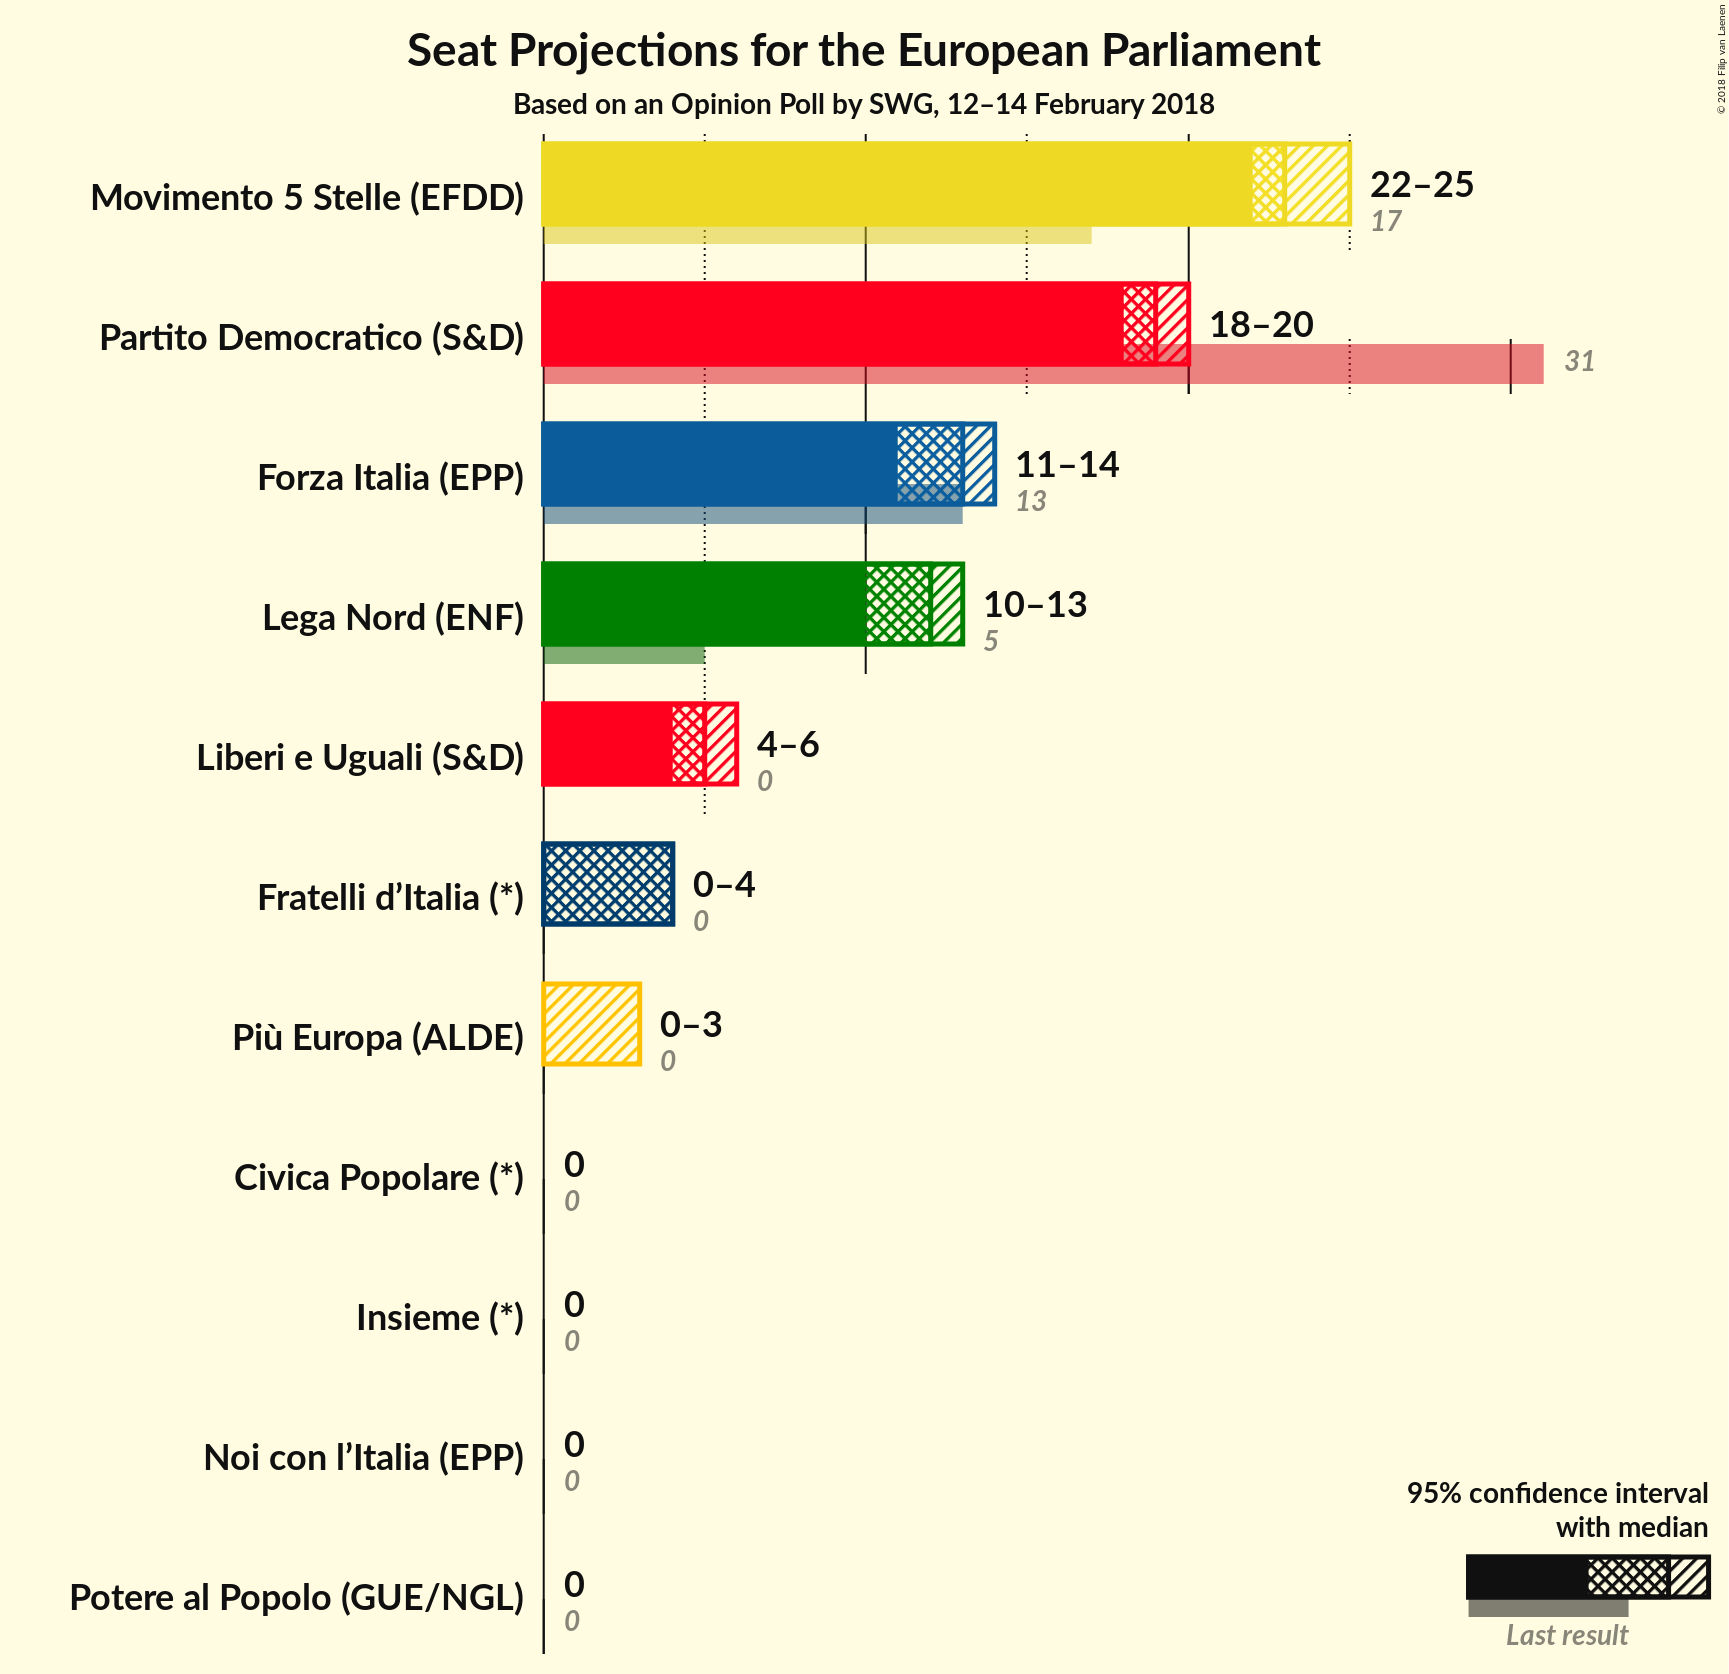 Seat Projections for the European Parliament
Based on an Opinion Poll by SWG, 12–14 February 2018
© 2018 Filip van Laenen
Movimento 5 Stelle (EFDD)
22–25
17
Partito Democratico (S&D)
18–20
31
Forza Italia (EPP)
11–14
13
Lega Nord (ENF)
10–13
5
Liberi e Uguali (S&D)
4–6
0
Fratelli d’Italia (*)
0–4
0
Più Europa (ALDE)
0–3
0
Civica Popolare (*)
0
0
Insieme (*)
0
0
Noi con l’Italia (EPP)
0
0
Potere al Popolo (GUE/NGL)
0
0
95% confidence interval
with median
Last result